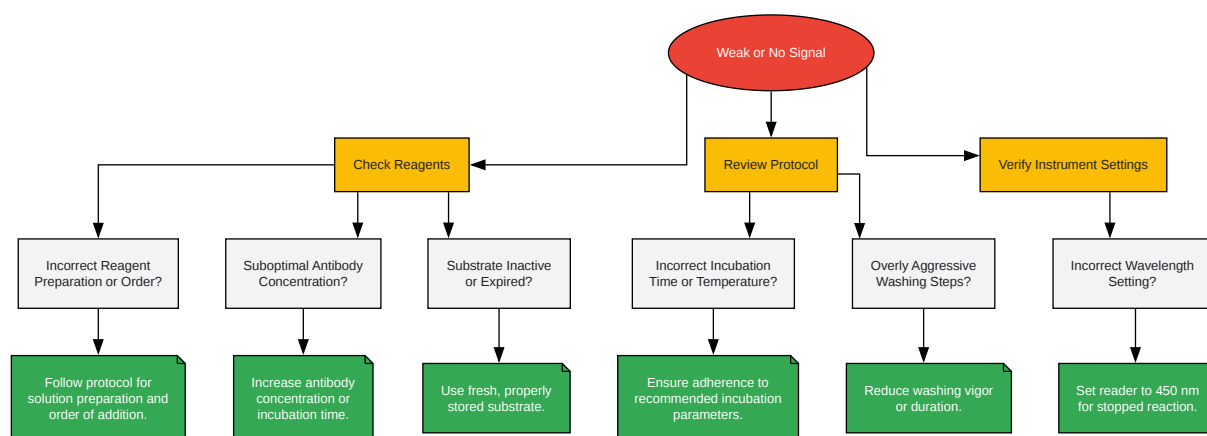 Weak or No Signal
Check Reagents
Review Protocol
Verify Instrument Settings
Incorrect Reagent
Preparation or Order?
Suboptimal Antibody
Concentration?
Substrate Inactive
or Expired?
Incorrect Incubation
Time or Temperature?
Overly Aggressive
Washing Steps?
Incorrect Wavelength
Setting?
Follow protocol for
solution preparation and
order of addition.
Increase antibody
concentration or
incubation time.
Use fresh, properly
stored substrate.
Ensure adherence to
recommended incubation
parameters.
Reduce washing vigor
or duration.
Set reader to 450 nm
for stopped reaction.